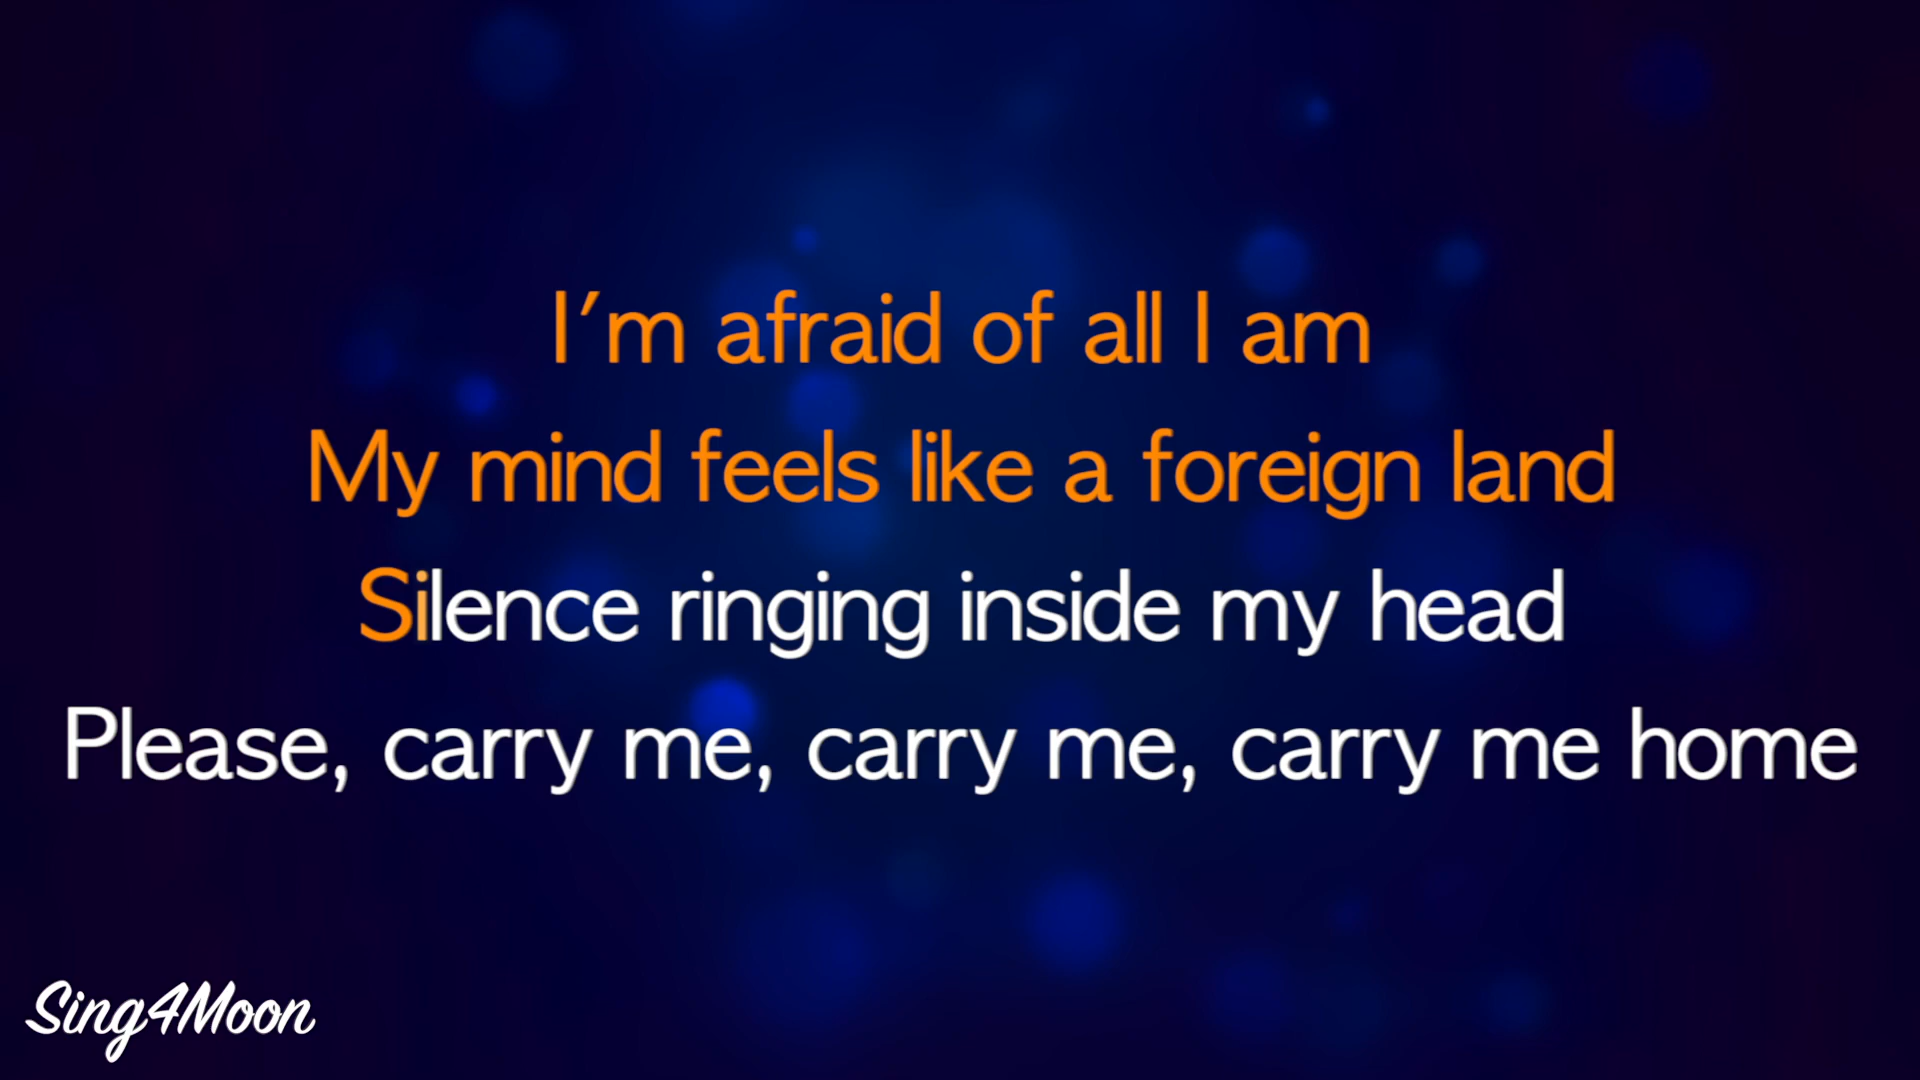 I'm afraid of all I am
My mind feels like a foreign land
Silence ringing inside my head
Please, carry me, carry me, carry me home
Sing4Moon